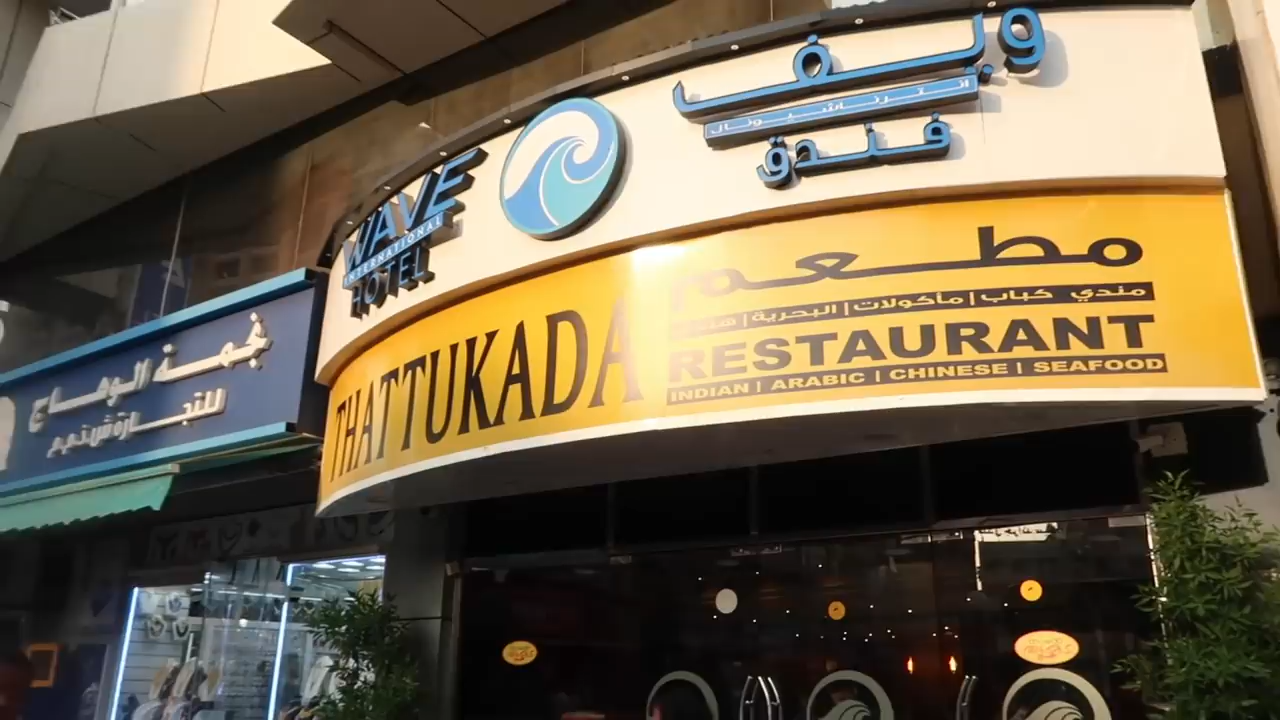 ويف
انترناشيونال
فندق
WAVE
INTERNATIONAL
HOTEL
مطعم
مندي كباب | مأكولات | البحرية |
THATTUKADA
RESTAURANT
INDIAN | ARABIC | CHINESE | SEAFOOD
نجمة الوهاج
للتجارة ش.ذ.م.م